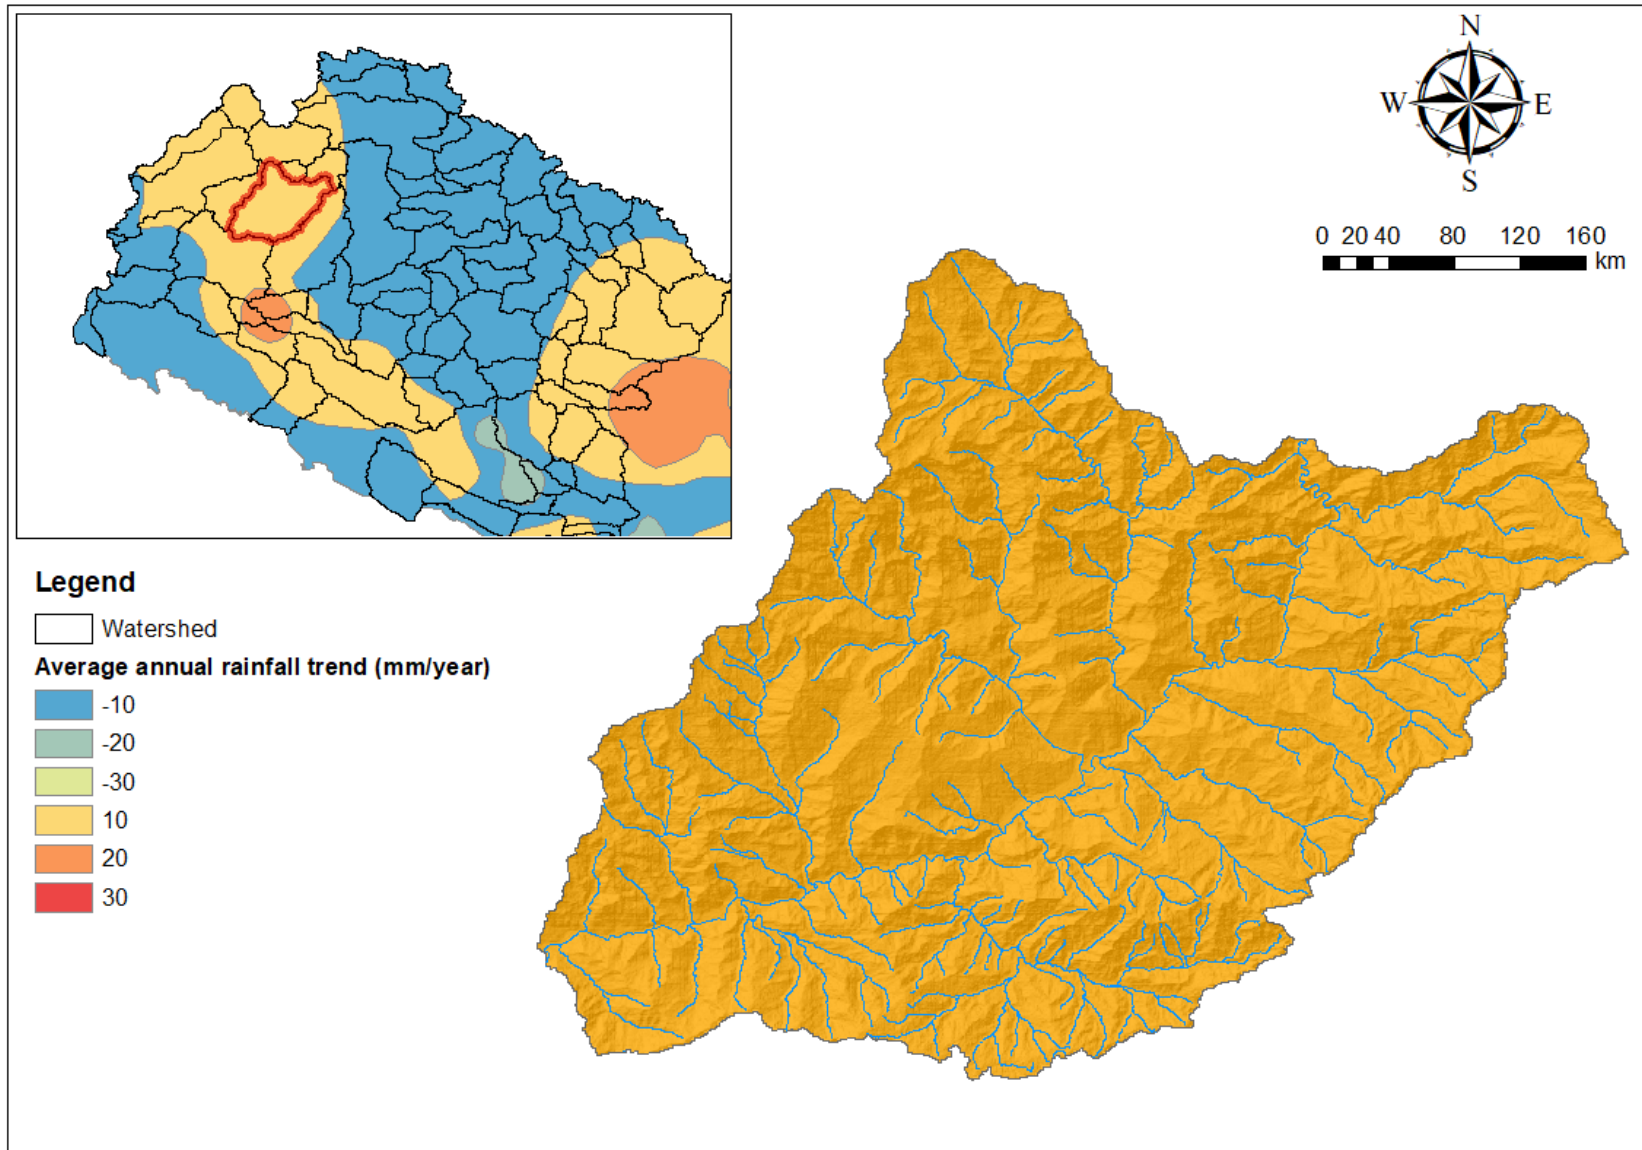 N
W E
S
0 20 40 80 120 160
km
Legend
Watershed
Average annual rainfall trend (mm/year)
-10
-20
-30
10
20
30